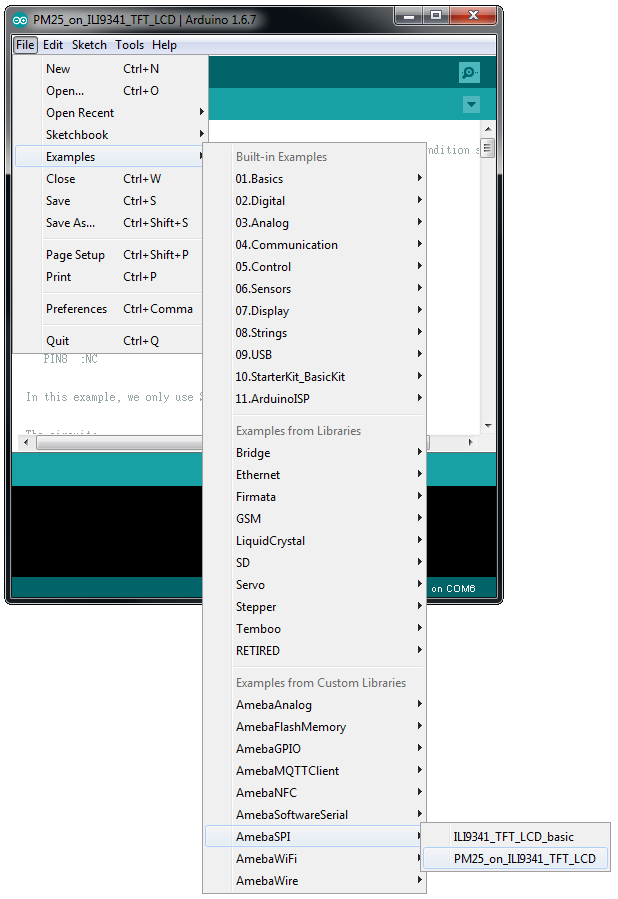 PM25_on_ILI9341_TFT_LCD | Arduino 1.6.7
File Edit Sketch Tools Help
New Ctrl+N
Open... Ctrl+O
Open Recent
Sketchbook
Examples
Close Ctrl+W
Save Ctrl+S
Save As... Ctrl+Shift+S
Page Setup Ctrl+Shift+P
Print Ctrl+P
Preferences Ctrl+Comma
Quit Ctrl+Q
PIN8 :NC
In this example, we only use
Built-in Examples
01.Basics
02.Digital
03.Analog
04.Communication
05.Control
06.Sensors
07.Display
08.Strings
09.USB
10.StarterKit_BasicKit
11.ArduinoISP
Examples from Libraries
Bridge
Ethernet
Firmata
GSM
LiquidCrystal
SD
Servo
Stepper
Temboo
RETIRED
Examples from Custom Libraries
AmebaAnalog
AmebaFlashMemory
AmebaGPIO
AmebaMQTTClient
AmebaNFC
AmebaSoftwareSerial
AmebaSPI
AmebaWiFi
AmebaWire
ILI9341_TFT_LCD_basic
PM25_on_ILI9341_TFT_LCD
on COM6